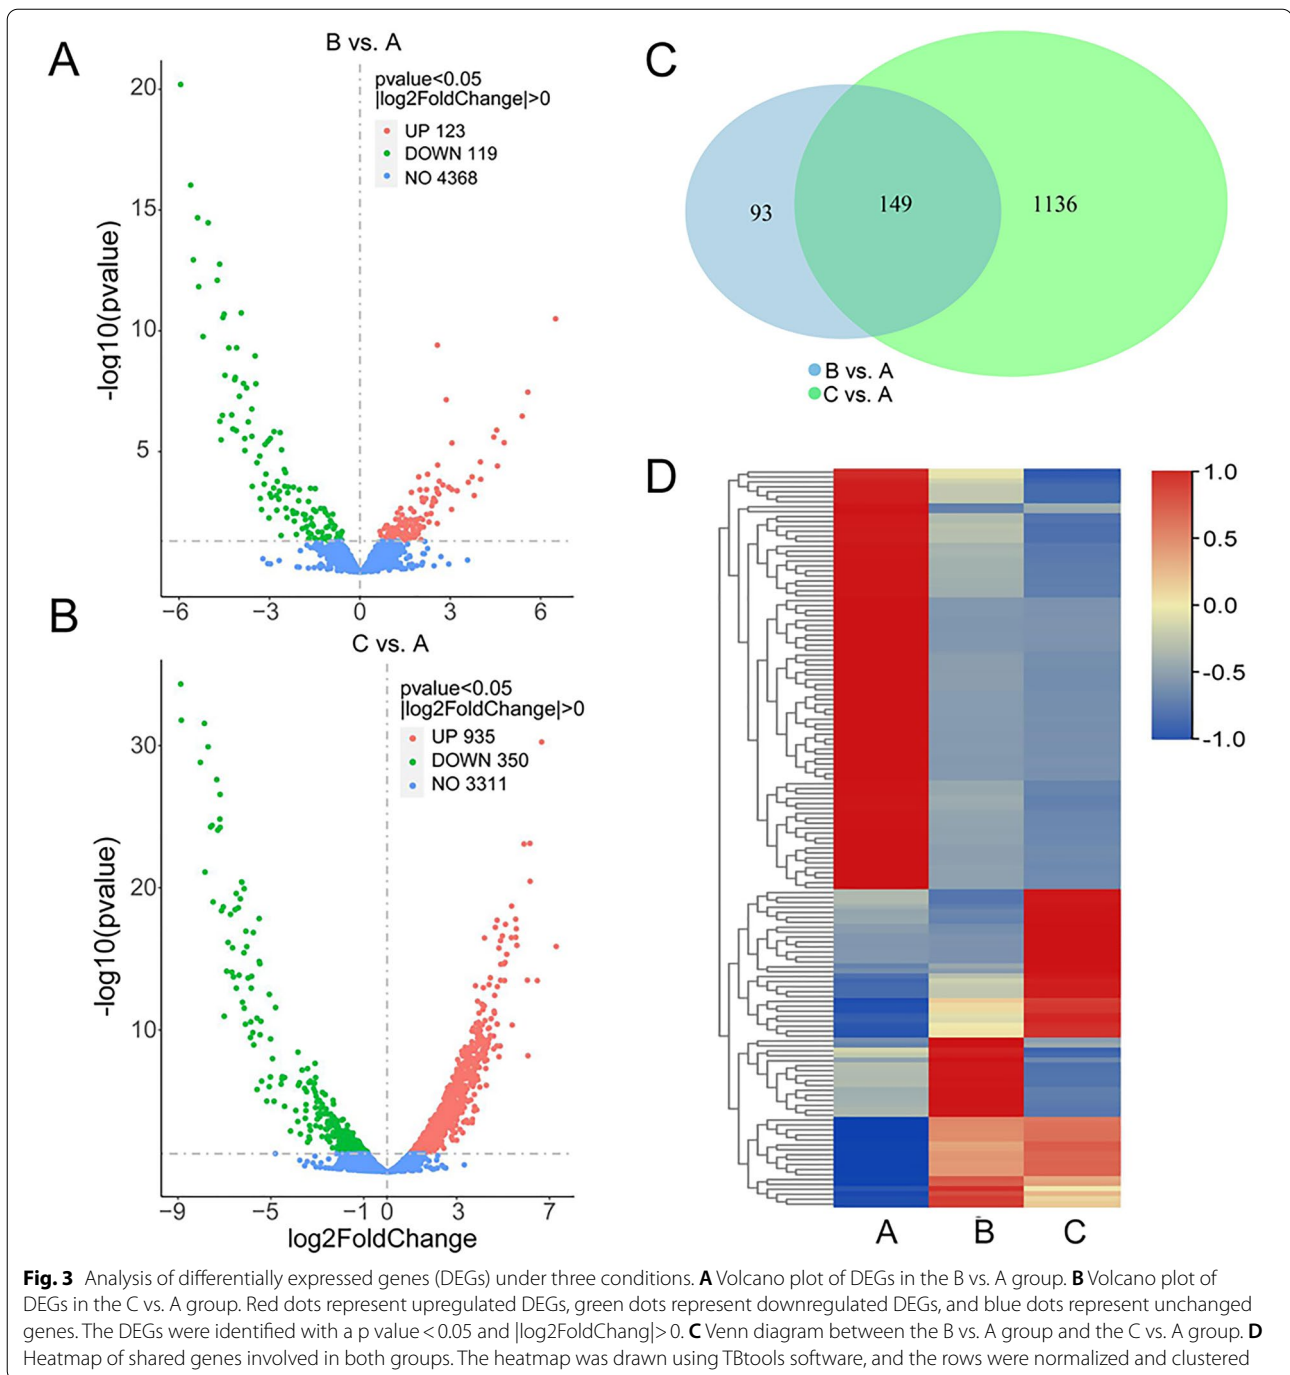 A
B vs. A
pvalue<0.05
|log2FoldChange|>0
UP 123
DOWN 119
NO 4368
-log10(pvalue)
20
15
10
5
−6 −3 0 3 6
B
C vs. A
pvalue<0.05
|log2FoldChange|>0
UP 935
DOWN 350
NO 3311
-log10(pvalue)
30
20
10
−9 −5 −1 0 3 7
log2FoldChange
C
93 149 1136
B vs. A
C vs. A
D
1.0
0.5
0.0
-0.5
-1.0
A B C
Fig. 3 Analysis of differentially expressed genes (DEGs) under three conditions. A Volcano plot of DEGs in the B vs. A group. B Volcano plot of
DEGs in the C vs. A group. Red dots represent upregulated DEGs, green dots represent downregulated DEGs, and blue dots represent unchanged
genes. The DEGs were identified with a p value < 0.05 and |log2FoldChang| > 0. C Venn diagram between the B vs. A group and the C vs. A group. D
Heatmap of shared genes involved in both groups. The heatmap was drawn using TBtools software, and the rows were normalized and clustered